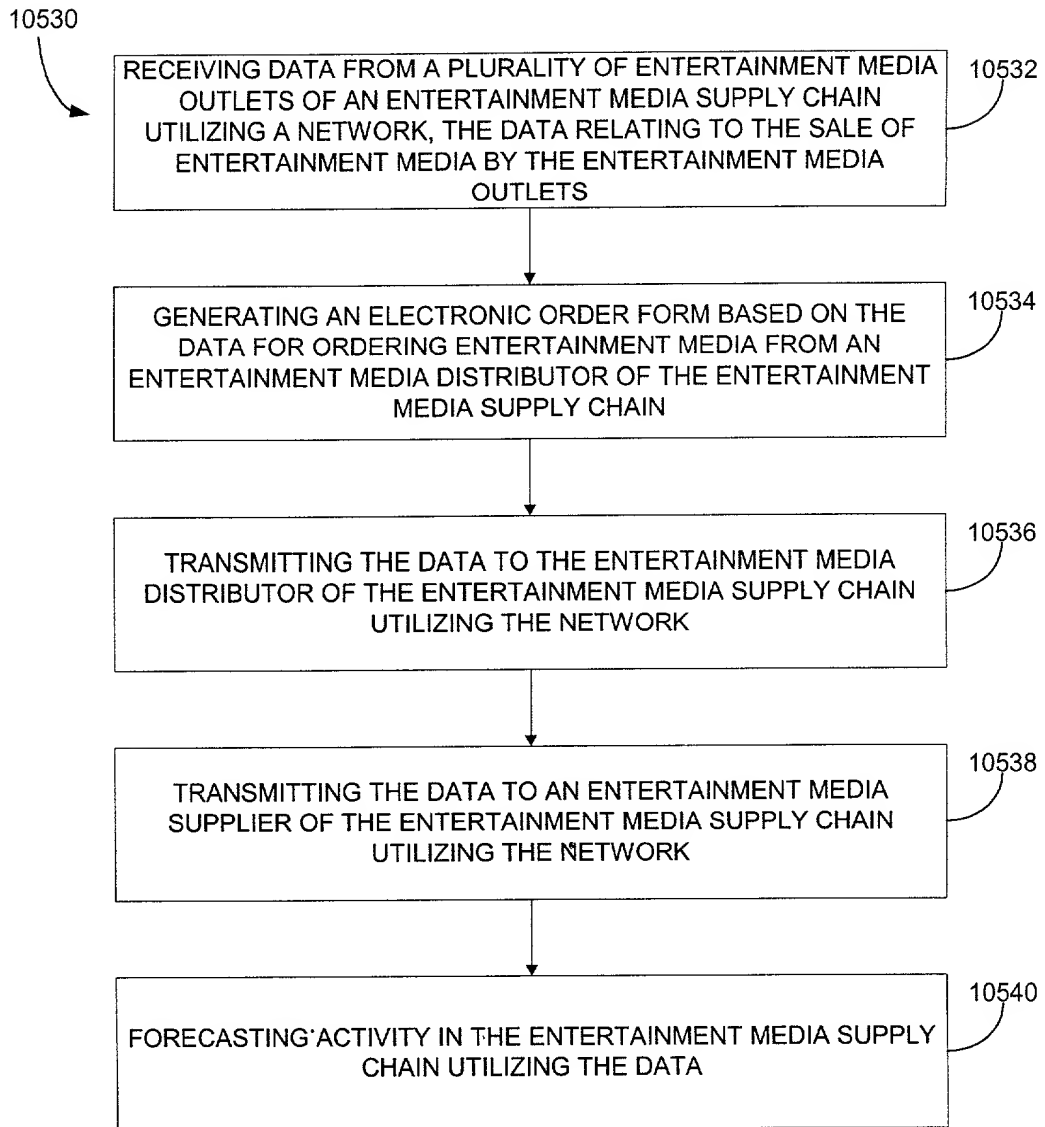 10530
RECEIVING DATA FROM A PLURALITY OF ENTERTAINMENT MEDIA
OUTLETS OF AN ENTERTAINMENT MEDIA SUPPLY CHAIN
UTILIZING A NETWORK, THE DATA RELATING TO THE SALE OF
ENTERTAINMENT MEDIA BY THE ENTERTAINMENT MEDIA
OUTLETS
10532
GENERATING AN ELECTRONIC ORDER FORM BASED ON THE
DATA FOR ORDERING ENTERTAINMENT MEDIA FROM AN
ENTERTAINMENT MEDIA DISTRIBUTOR OF THE ENTERTAINMENT
MEDIA SUPPLY CHAIN
10534
TRANSMITTING THE DATA TO THE ENTERTAINMENT MEDIA
DISTRIBUTOR OF THE ENTERTAINMENT MEDIA SUPPLY CHAIN
UTILIZING THE NETWORK
10536
TRANSMITTING THE DATA TO AN ENTERTAINMENT MEDIA
SUPPLIER OF THE ENTERTAINMENT MEDIA SUPPLY CHAIN
UTILIZING THE NETWORK
10538
FORECASTING ACTIVITY IN THE ENTERTAINMENT MEDIA SUPPLY
CHAIN UTILIZING THE DATA
10540